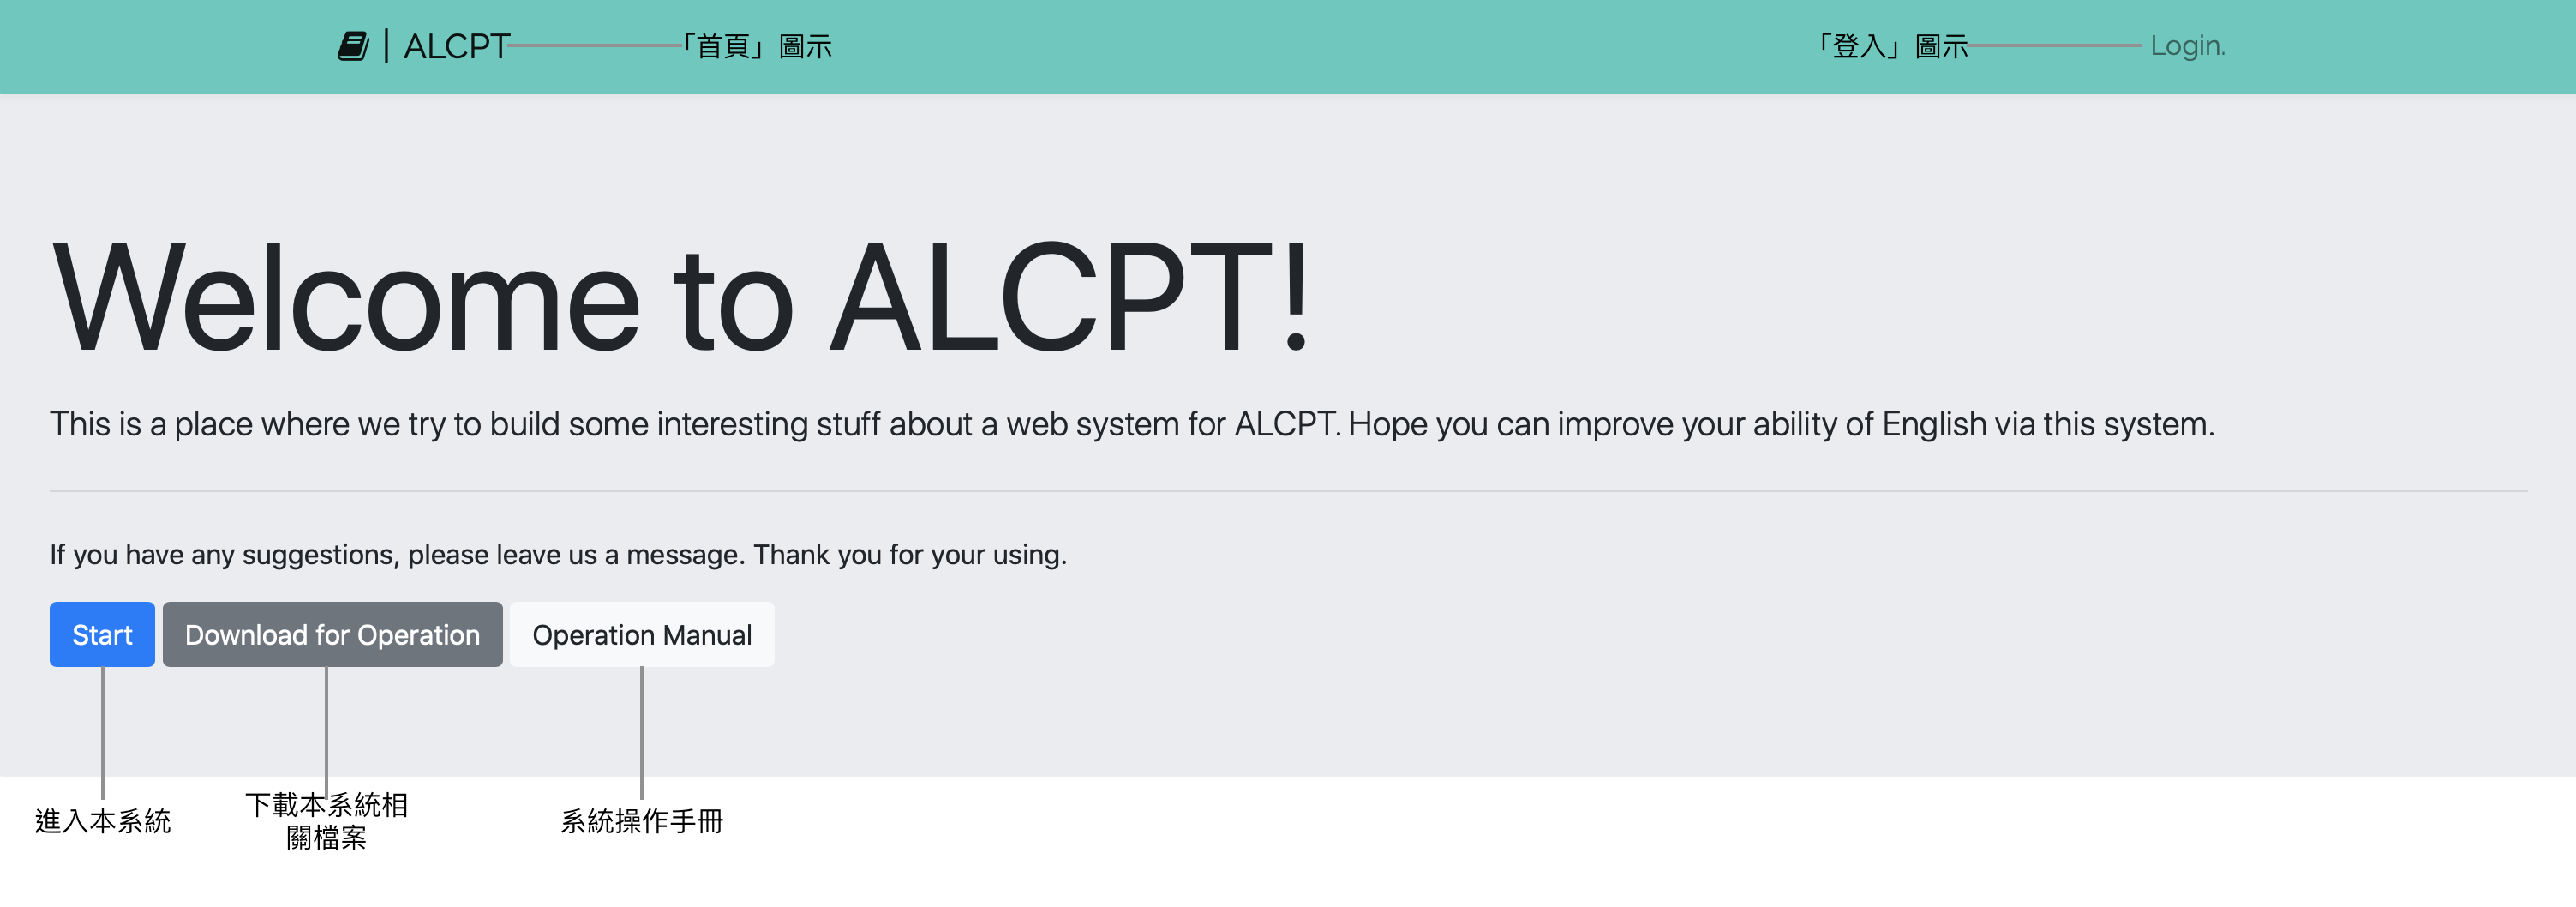 | ALCPT 「首頁」圖示 「登入」圖示 Login.
Welcome to ALCPT!
This is a place where we try to build some interesting stuff about a web system for ALCPT. Hope you can improve your ability of English via this system.
If you have any suggestions, please leave us a message. Thank you for your using.
Start Download for Operation Operation Manual
進入本系統
下載本系統相
關檔案
系統操作手冊